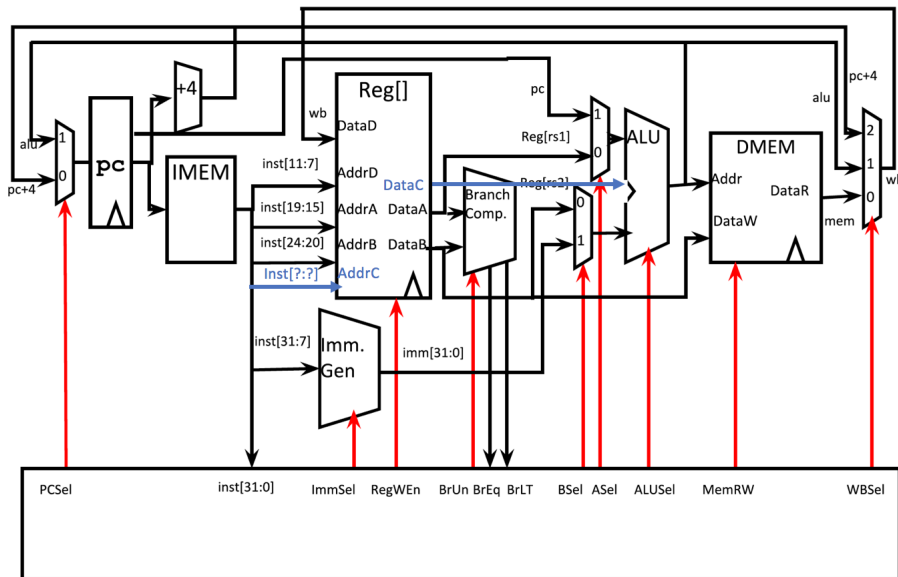 +4
Reg[]
wb
DataD
pc
pc+4
alu
1
0
Reg[rs1]
ALU
2
1
0
wb
alu
1
0
pc+4
pc
IMEM
inst[11:7]
AddrD
DataC
Reg[rs2]
DMEM
Addr
DataR
mem
DataW
inst[19:15]
AddrA
DataA
Branch
Comp.
0
1
inst[24:20]
AddrB
DataB
Inst[?:?]
AddrC
inst[31:7]
Imm.
Gen
imm[31:0]
PCSel
inst[31:0]
ImmSel
RegWEn
BrUn
BrEq
BrLT
BSel
ASel
ALUSel
MemRW
WBSel